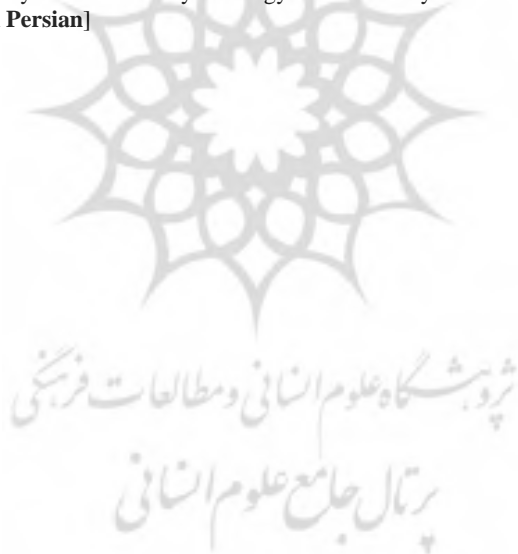 Persian]
پژوهشگاه علوم انسانی و مطالعات فرهنگی
پرتال جامع علوم انسانی